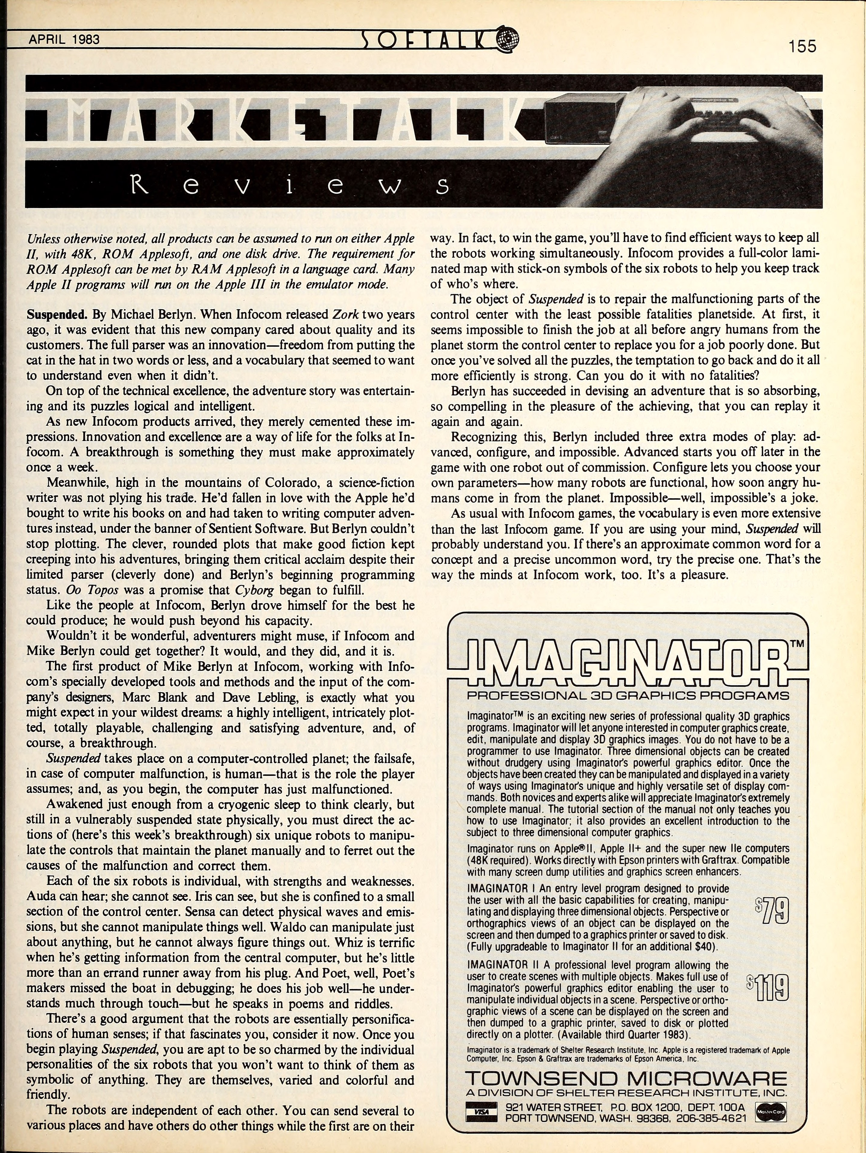 APRIL 1983
SOFTALK
155
MARKETALK
Reviews
Unless otherwise noted, all products can be assumed to run on either Apple
II, with 48K, ROM Applesoft, and one disk drive. The requirement for
ROM Applesoft can be met by RAM Applesoft in a language card. Many
Apple II programs will run on the Apple III in the emulator mode.
Suspended. By Michael Berlyn. When Infocom released Zork two years
ago, it was evident that this new company cared about quality and its
customers. The full parser was an innovation—freedom from putting the
cat in the hat in two words or less, and a vocabulary that seemed to want
to understand even when it didn't.
On top of the technical excellence, the adventure story was entertain-
ing and its puzzles logical and intelligent.
As new Infocom products arrived, they merely cemented these im-
pressions. Innovation and excellence are a way of life for the folks at In-
focom. A breakthrough is something they must make approximately
once a week.
Meanwhile, high in the mountains of Colorado, a science-fiction
writer was not plying his trade. He'd fallen in love with the Apple he'd
bought to write his books on and had taken to writing computer adven-
tures instead, under the banner of Sentient Software. But Berlyn couldn't
stop plotting. The clever, rounded plots that make good fiction kept
creeping into his adventures, bringing them critical acclaim despite their
limited parser (cleverly done) and Berlyn's beginning programming
status. Oo Topos was a promise that Cyborg began to fulfill.
Like the people at Infocom, Berlyn drove himself for the best he
could produce; he would push beyond his capacity.
Wouldn't it be wonderful, adventurers might muse, if Infocom and
Mike Berlyn could get together? It would, and they did, and it is.
The first product of Mike Berlyn at Infocom, working with Info-
com's specially developed tools and methods and the input of the com-
pany's designers, Marc Blank and Dave Lebling, is exactly what you
might expect in your wildest dreams: a highly intelligent, intricately plot-
ted, totally playable, challenging and satisfying adventure, and, of
course, a breakthrough.
Suspended takes place on a computer-controlled planet; the failsafe,
in case of computer malfunction, is human—that is the role the player
assumes; and, as you begin, the computer has just malfunctioned.
Awakened just enough from a cryogenic sleep to think clearly, but
still in a vulnerably suspended state physically, you must direct the ac-
tions of (here's this week's breakthrough) six unique robots to manipu-
late the controls that maintain the planet manually and to ferret out the
causes of the malfunction and correct them.
Each of the six robots is individual, with strengths and weaknesses.
Auda can hear; she cannot see. Iris can see, but she is confined to a small
section of the control center. Sensa can detect physical waves and emis-
sions, but she cannot manipulate things well. Waldo can manipulate just
about anything, but he cannot always figure things out. Whiz is terrific
when he's getting information from the central computer, but he's little
more than an errand runner away from his plug. And Poet, well, Poet's
makers missed the boat in debugging; he does his job well—he under-
stands much through touch—but he speaks in poems and riddles.
There's a good argument that the robots are essentially personifica-
tions of human senses; if that fascinates you, consider it now. Once you
begin playing Suspended, you are apt to be so charmed by the individual
personalities of the six robots that you won't want to think of them as
symbolic of anything. They are themselves, varied and colorful and
friendly.
The robots are independent of each other. You can send several to
various places and have others do other things while the first are on their
way. In fact, to win the game, you'll have to find efficient ways to keep all
the robots working simultaneously. Infocom provides a full-color lami-
nated map with stick-on symbols of the six robots to help you keep track
of who's where.
The object of Suspended is to repair the malfunctioning parts of the
control center with the least possible fatalities planetside. At first, it
seems impossible to finish the job at all before angry humans from the
planet storm the control center to replace you for a job poorly done. But
once you've solved all the puzzles, the temptation to go back and do it all
more efficiently is strong. Can you do it with no fatalities?
Berlyn has succeeded in devising an adventure that is so absorbing,
so compelling in the pleasure of the achieving, that you can replay it
again and again.
Recognizing this, Berlyn included three extra modes of play: ad-
vanced, configure, and impossible. Advanced starts you off later in the
game with one robot out of commission. Configure lets you choose your
own parameters—how many robots are functional, how soon angry hu-
mans come in from the planet. Impossible—well, impossible's a joke.
As usual with Infocom games, the vocabulary is even more extensive
than the last Infocom game. If you are using your mind, Suspended will
probably understand you. If there's an approximate common word for a
concept and a precise uncommon word, try the precise one. That's the
way the minds at Infocom work, too. It's a pleasure.
IMAGINATOR™
PROFESSIONAL 3D GRAPHICS PROGRAMS
Imaginator™ is an exciting new series of professional quality 3D graphics
programs. Imaginator will let anyone interested in computer graphics create,
edit, manipulate and display 3D graphics images. You do not have to be a
programmer to use Imaginator. Three dimensional objects can be created
without drudgery using Imaginator's powerful graphics editor. Once the
objects have been created they can be manipulated and displayed in a variety
of ways using Imaginator's unique and highly versatile set of display com-
mands. Both novices and experts alike will appreciate Imaginator's extremely
complete manual. The tutorial section of the manual not only teaches you
how to use Imaginator; it also provides an excellent introduction to the
subject to three dimensional computer graphics.
Imaginator runs on Apple® II, Apple II+ and the super new IIe computers
(48K required). Works directly with Epson printers with Graftrax. Compatible
with many screen dump utilities and graphics screen enhancers.
IMAGINATOR I An entry level program designed to provide
the user with all the basic capabilities for creating, manipu-
lating and displaying three dimensional objects. Perspective or
orthographics views of an object can be displayed on the
screen and then dumped to a graphics printer or saved to disk.
(Fully upgradeable to Imaginator II for an additional $40).
$79
IMAGINATOR II A professional level program allowing the
user to create scenes with multiple objects. Makes full use of
Imaginator's powerful graphics editor enabling the user to
manipulate individual objects in a scene. Perspective or ortho-
graphic views of a scene can be displayed on the screen and
then dumped to a graphic printer, saved to disk or plotted
directly on a plotter. (Available third Quarter 1983).
$119
Imaginator is a trademark of Shelter Research Institute, Inc. Apple is a registered trademark of Apple
Computer, Inc. Epson & Graftrax are trademarks of Epson America, Inc.
TOWNSEND MICROWARE
A DIVISION OF SHELTER RESEARCH INSTITUTE, INC.
VISA
921 WATER STREET, P.O. BOX 1200, DEPT. 100A
PORT TOWNSEND, WASH. 98368, 206-385-4621
MasterCard